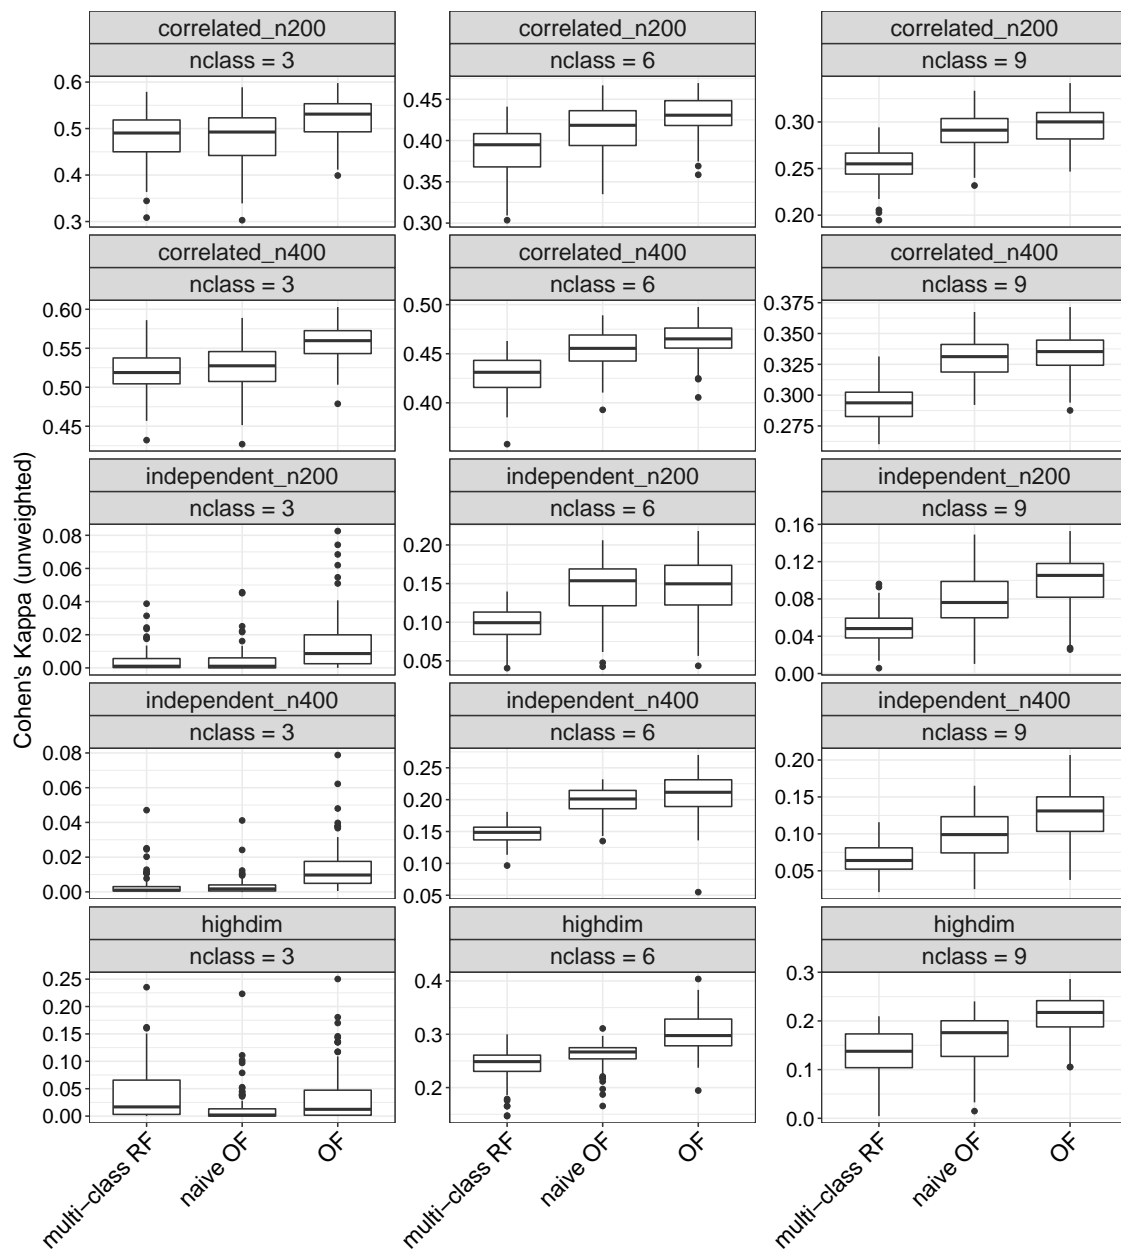 Cohen's Kappa (unweighted)
correlated_n200
nclass = 3
0.6
0.5
0.4
0.3
correlated_n200
nclass = 6
0.45
0.40
0.35
0.30
correlated_n200
nclass = 9
0.30
0.25
0.20
correlated_n400
nclass = 3
0.60
0.55
0.50
0.45
correlated_n400
nclass = 6
0.50
0.45
0.40
correlated_n400
nclass = 9
0.375
0.350
0.325
0.300
0.275
independent_n200
nclass = 3
0.08
0.06
0.04
0.02
0.00
independent_n200
nclass = 6
0.20
0.15
0.10
0.05
independent_n200
nclass = 9
0.16
0.12
0.08
0.04
0.00
independent_n400
nclass = 3
0.08
0.06
0.04
0.02
0.00
independent_n400
nclass = 6
0.25
0.20
0.15
0.10
0.05
independent_n400
nclass = 9
0.20
0.15
0.10
0.05
highdim
nclass = 3
0.25
0.20
0.15
0.10
0.05
0.00
highdim
nclass = 6
0.4
0.3
0.2
highdim
nclass = 9
0.3
0.2
0.1
0.0
multi−class RF
naive OF
OF
multi−class RF
naive OF
OF
multi−class RF
naive OF
OF